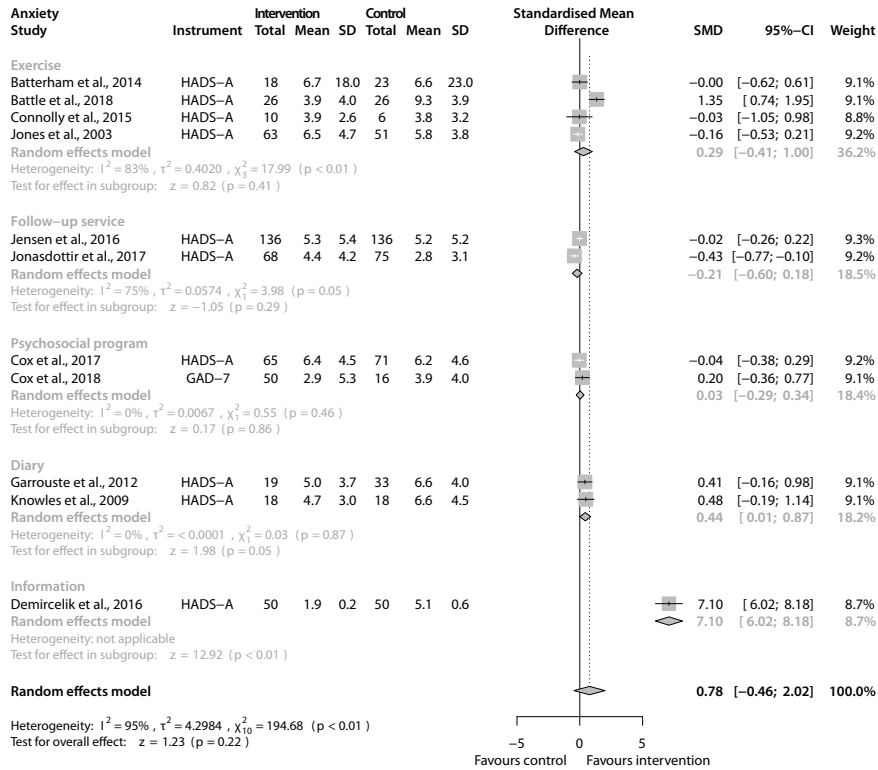 Anxiety Intervention Control Standardised Mean
Study Instrument Total Mean SD Total Mean SD Difference SMD 95%−CI Weight
Exercise
Batterham et al., 2014 HADS−A 18 6.7 18.0 23 6.6 23.0 −0.00 [−0.62; 0.61] 9.1%
Battle et al., 2018 HADS−A 26 3.9 4.0 26 9.3 3.9 1.35 [ 0.74; 1.95] 9.1%
Connolly et al., 2015 HADS−A 10 3.9 2.6 6 3.8 3.2 −0.03 [−1.05; 0.98] 8.8%
Jones et al., 2003 HADS−A 63 6.5 4.7 51 5.8 3.8 −0.16 [−0.53; 0.21] 9.2%
Random effects model 0.29 [−0.41; 1.00] 36.2%
Heterogeneity: I² = 83% , τ² = 0.4020 , χ²₃ = 17.99 (p < 0.01 )
Test for effect in subgroup: z = 0.82 (p = 0.41 )
Follow−up service
Jensen et al., 2016 HADS−A 136 5.3 5.4 136 5.2 5.2 −0.02 [−0.26; 0.22] 9.3%
Jonasdottir et al., 2017 HADS−A 68 4.4 4.2 75 2.8 3.1 −0.43 [−0.77; −0.10] 9.2%
Random effects model −0.21 [−0.60; 0.18] 18.5%
Heterogeneity: I² = 75% , τ² = 0.0574 , χ²₁ = 3.98 (p = 0.05 )
Test for effect in subgroup: z = −1.05 (p = 0.29 )
Psychosocial program
Cox et al., 2017 HADS−A 65 6.4 4.5 71 6.2 4.6 −0.04 [−0.38; 0.29] 9.2%
Cox et al., 2018 GAD−7 50 2.9 5.3 16 3.9 4.0 0.20 [−0.36; 0.77] 9.1%
Random effects model 0.03 [−0.29; 0.34] 18.4%
Heterogeneity: I² = 0% , τ² = 0.0067 , χ²₁ = 0.55 (p = 0.46 )
Test for effect in subgroup: z = 0.17 (p = 0.86 )
Diary
Garrouste et al., 2012 HADS−A 19 5.0 3.7 33 6.6 4.0 0.41 [−0.16; 0.98] 9.1%
Knowles et al., 2009 HADS−A 18 4.7 3.0 18 6.6 4.5 0.48 [−0.19; 1.14] 9.1%
Random effects model 0.44 [ 0.01; 0.87] 18.2%
Heterogeneity: I² = 0%, τ² = < 0.0001 , χ²₁ = 0.03 (p = 0.87 )
Test for effect in subgroup: z = 1.98 (p = 0.05 )
Information
Demircelik et al., 2016 HADS−A 50 1.9 0.2 50 5.1 0.6 7.10 [ 6.02; 8.18] 8.7%
Random effects model 7.10 [ 6.02; 8.18] 8.7%
Heterogeneity: not applicable
Test for effect in subgroup: z = 12.92 (p < 0.01 )
Random effects model 0.78 [−0.46; 2.02] 100.0%
Heterogeneity: I² = 95% , τ² = 4.2984 , χ²₁₀ = 194.68 (p < 0.01 )
Test for overall effect: z = 1.23 (p = 0.22 )
−5 0 5
Favours control Favours intervention